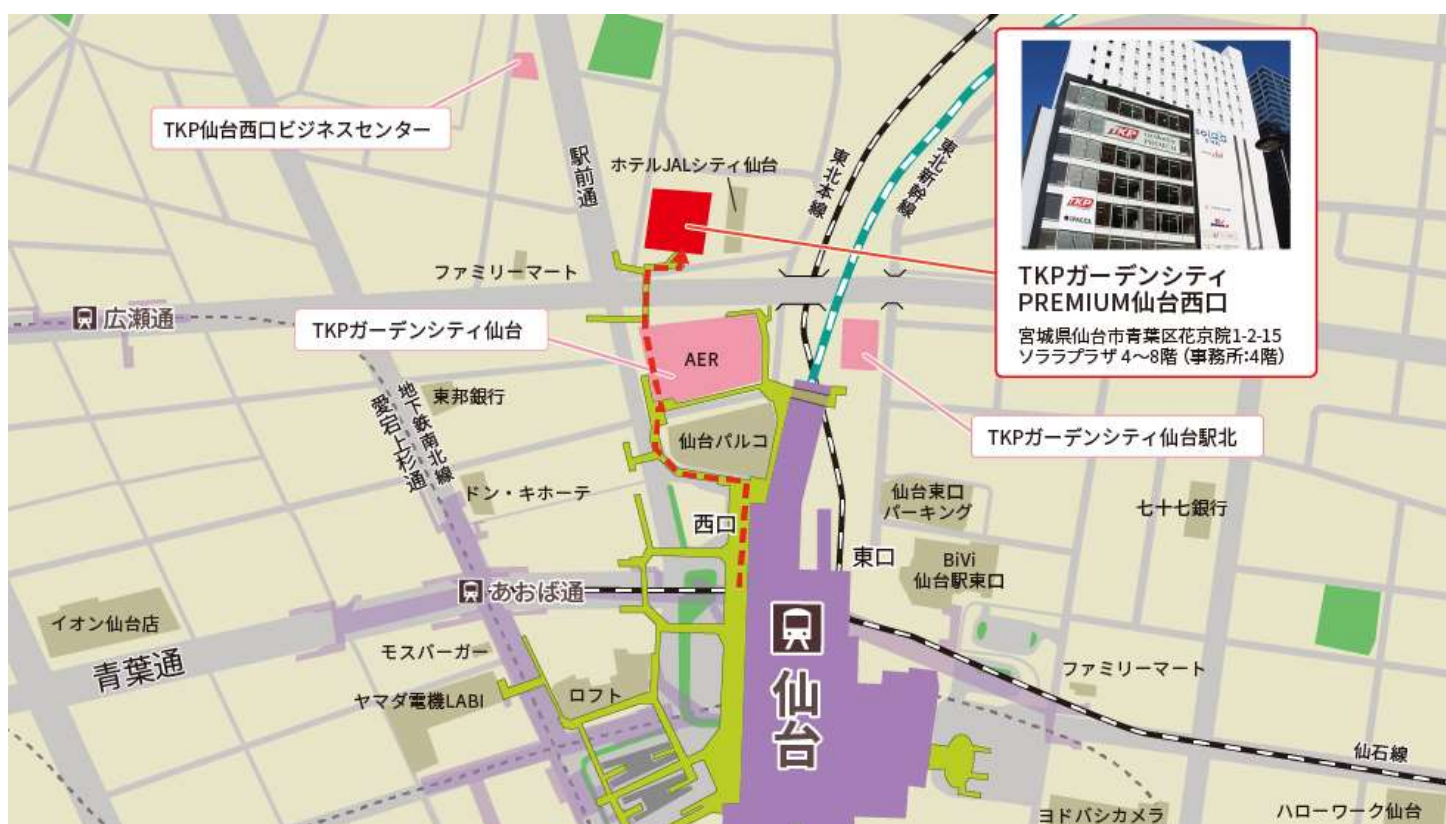 TKP仙台西口ビジネスセンター
駅前通
ホテルJALシティ仙台
東北本線
東北新幹線
TKP
PREMIUM
TKP
TKPガーデンシティ
PREMIUM仙台西口
宮城県仙台市青葉区花京院1-2-15
ソララプラザ 4～8階 (事務所:4階)
ファミリーマート
広瀬通
TKPガーデンシティ仙台
AER
東邦銀行
地下鉄南北線
愛宕上杉通
仙台パルコ
TKPガーデンシティ仙台駅北
ドン・キホーテ
西口
仙台東口
パーキング
七十七銀行
東口
BiVi
仙台駅東口
あおば通
イオン仙台店
青葉通
モスバーガー
ヤマダ電機LABI
ロフト
仙台
ファミリーマート
仙石線
ヨドバシカメラ
ハローワーク仙台